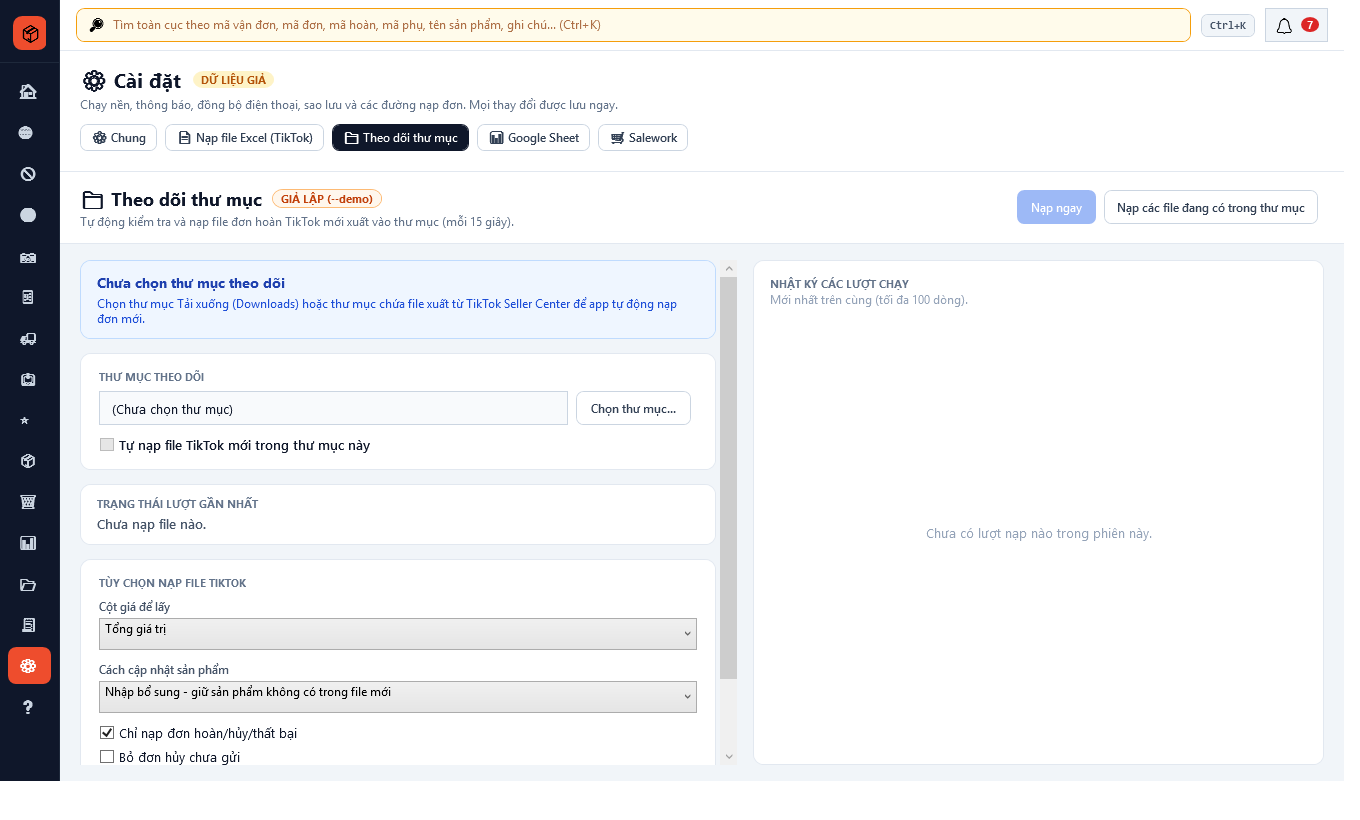 Tìm toàn cục theo mã vận đơn, mã đơn, mã hoàn, mã phụ, tên sản phẩm, ghi chú... (Ctrl+K)
Ctrl+K
7
Cài đặt
DỮ LIỆU GIẢ
Chạy nền, thông báo, đồng bộ điện thoại, sao lưu và các đường nạp đơn. Mọi thay đổi được lưu ngay.
Chung
Nạp file Excel (TikTok)
Theo dõi thư mục
Google Sheet
Salework
Theo dõi thư mục
GIẢ LẬP (--demo)
Tự động kiểm tra và nạp file đơn hoàn TikTok mới xuất vào thư mục (mỗi 15 giây).
Nạp ngay
Nạp các file đang có trong thư mục
Chưa chọn thư mục theo dõi
Chọn thư mục Tải xuống (Downloads) hoặc thư mục chứa file xuất từ TikTok Seller Center để app tự động nạp
đơn mới.
THƯ MỤC THEO DÕI
(Chưa chọn thư mục)
Chọn thư mục...
Tự nạp file TikTok mới trong thư mục này
TRẠNG THÁI LƯỢT GẦN NHẤT
Chưa nạp file nào.
TÙY CHỌN NẠP FILE TIKTOK
Cột giá để lấy
Tổng giá trị
Cách cập nhật sản phẩm
Nhập bổ sung - giữ sản phẩm không có trong file mới
Chỉ nạp đơn hoàn/hủy/thất bại
Bỏ đơn hủy chưa gửi
NHẬT KÝ CÁC LƯỢT CHẠY
Mới nhất trên cùng (tối đa 100 dòng).
Chưa có lượt nạp nào trong phiên này.